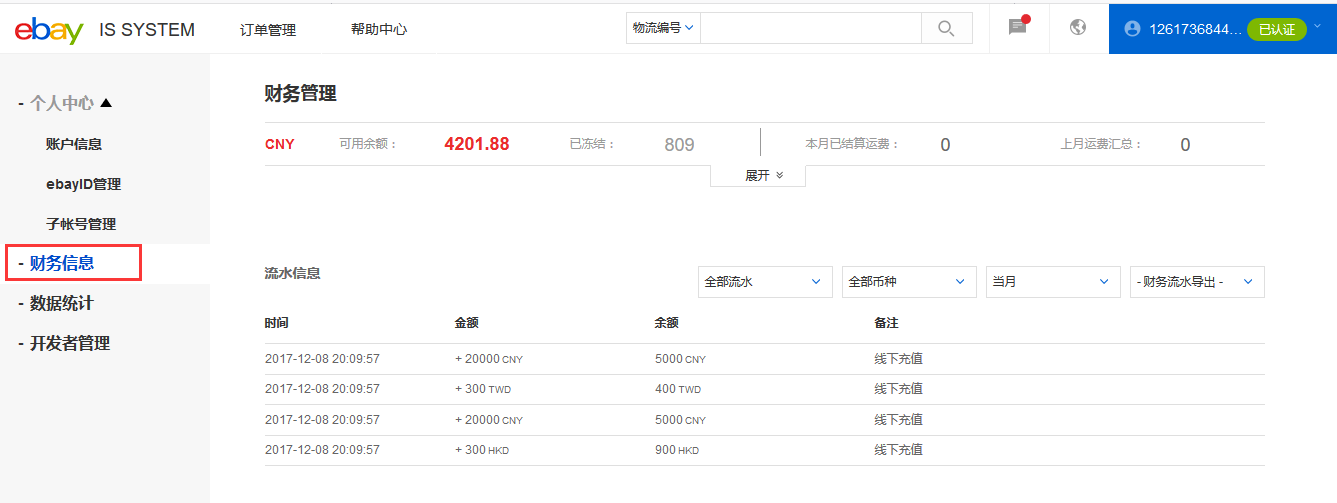 ebay IS SYSTEM 订单管理 帮助中心 物流编号 1261736844... 已认证
- 个人中心
账户信息
ebayID管理
子帐号管理
- 财务信息
- 数据统计
- 开发者管理
财务管理
CNY 可用余额： 4201.88 已冻结： 809 本月已结算运费： 0 上月运费汇总： 0
展开
流水信息 全部流水 全部币种 当月 - 财务流水导出 -
时间 金额 余额 备注
2017-12-08 20:09:57 + 20000 CNY 5000 CNY 线下充值
2017-12-08 20:09:57 + 300 TWD 400 TWD 线下充值
2017-12-08 20:09:57 + 20000 CNY 5000 CNY 线下充值
2017-12-08 20:09:57 + 300 HKD 900 HKD 线下充值